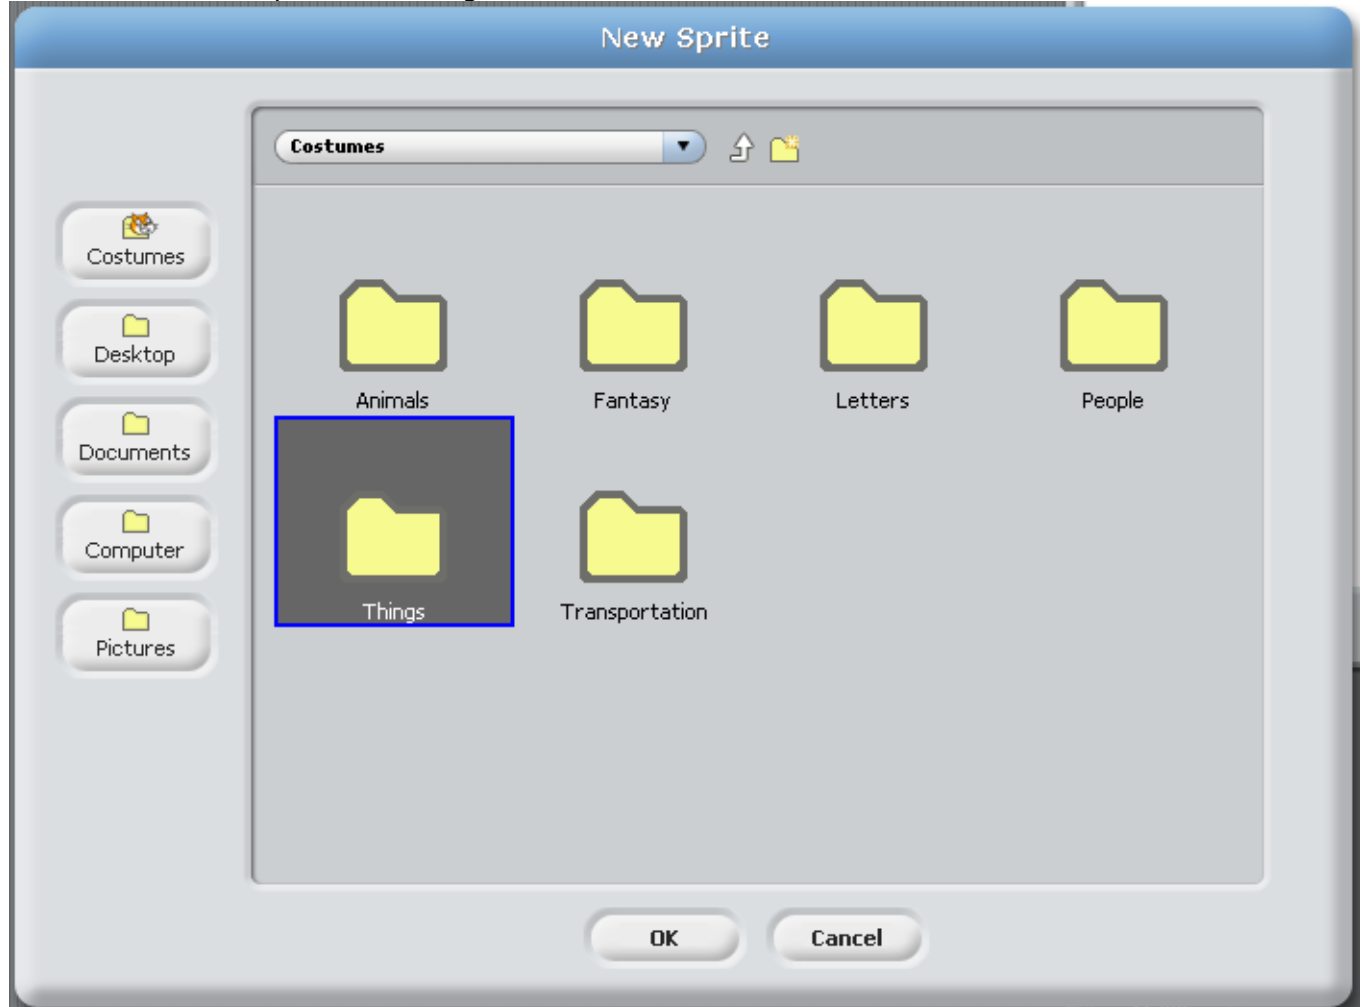 New Sprite
Costumes
Costumes
Desktop
Documents
Computer
Pictures
Animals
Fantasy
Letters
People
Things
Transportation
OK
Cancel